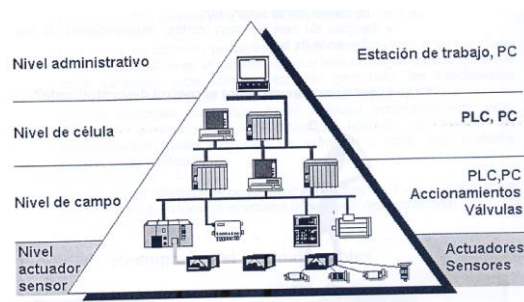 Nivel administrativo
Estación de trabajo, PC
Nivel de célula
PLC, PC
Nivel de campo
PLC,PC
Accionamientos
Válvulas
Nivel
actuador
sensor
Actuadores
Sensores